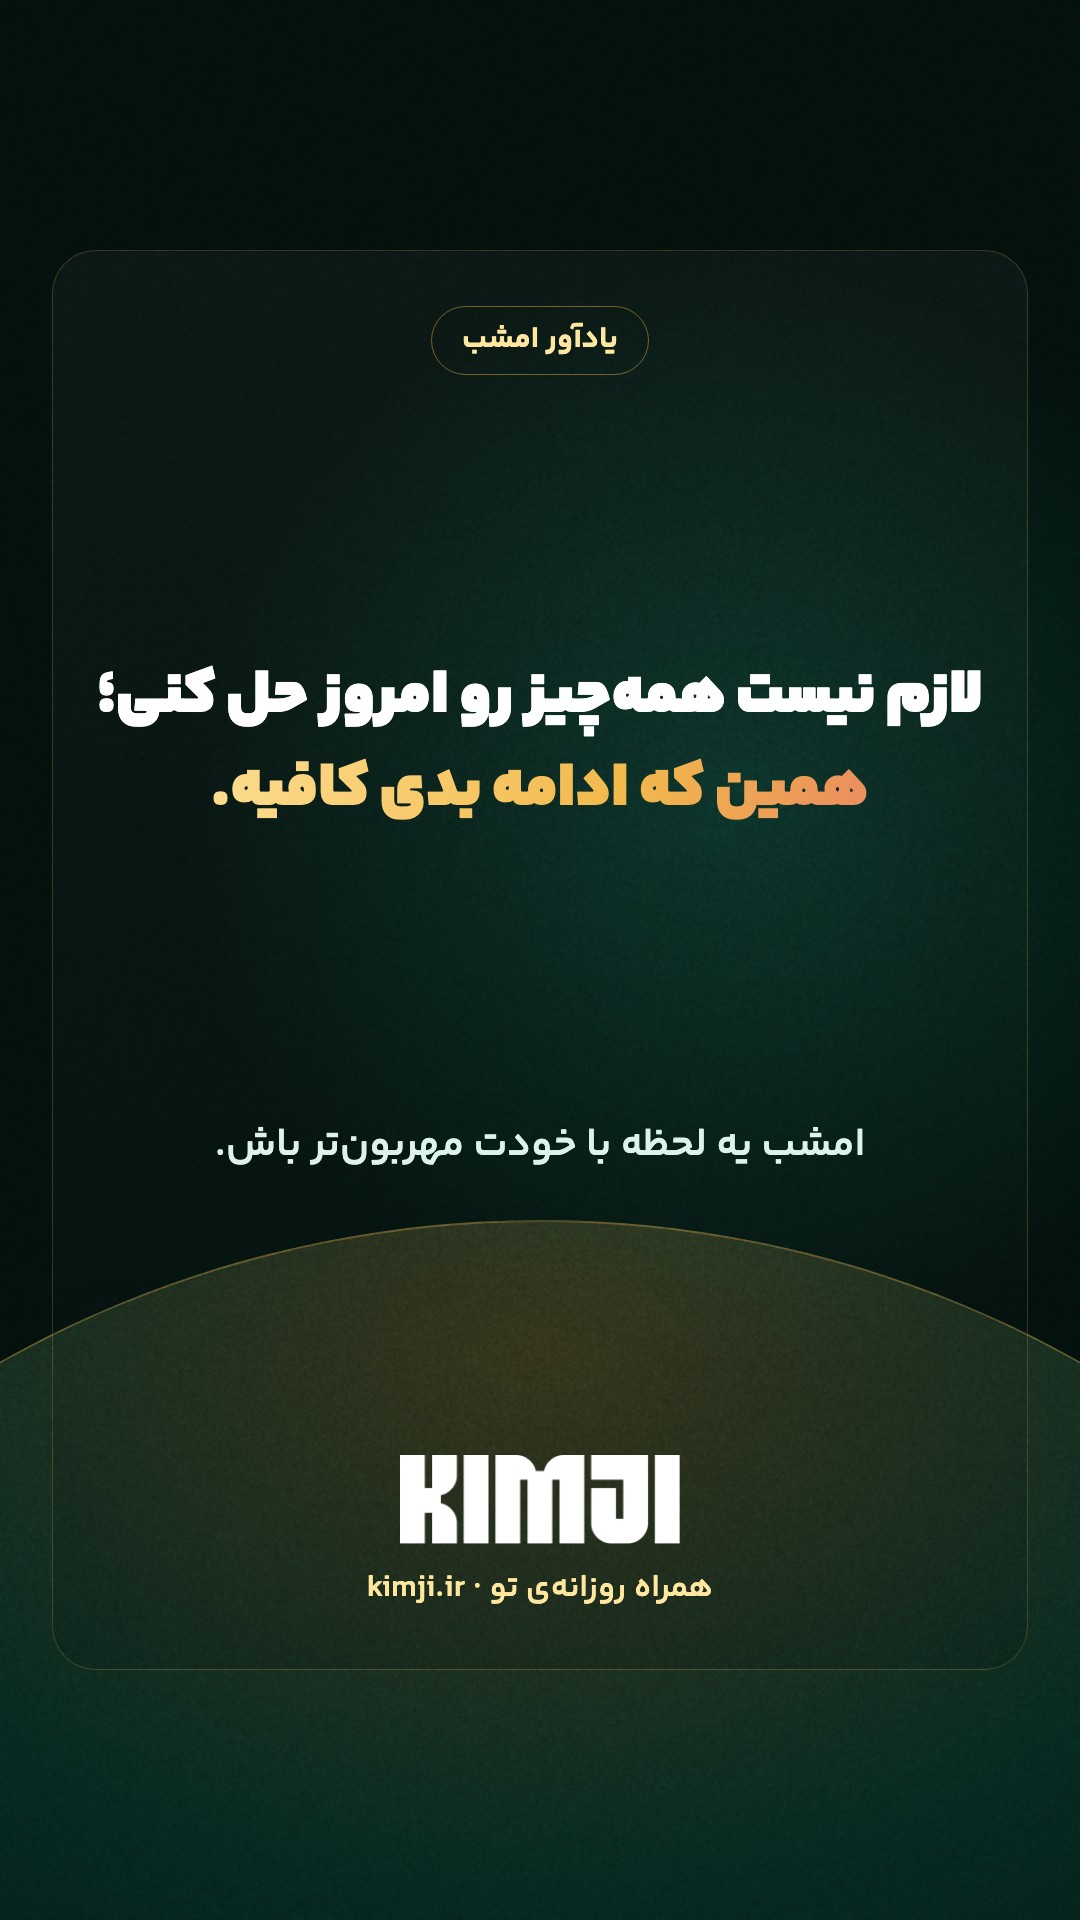 یادآور امشب
لازم نیست همه‌چیز رو امروز حل کنی؛
همین که ادامه بدی کافیه.
امشب یه لحظه با خودت مهربون‌تر باش.
KIMJI
همراه روزانه‌ی تو · kimji.ir